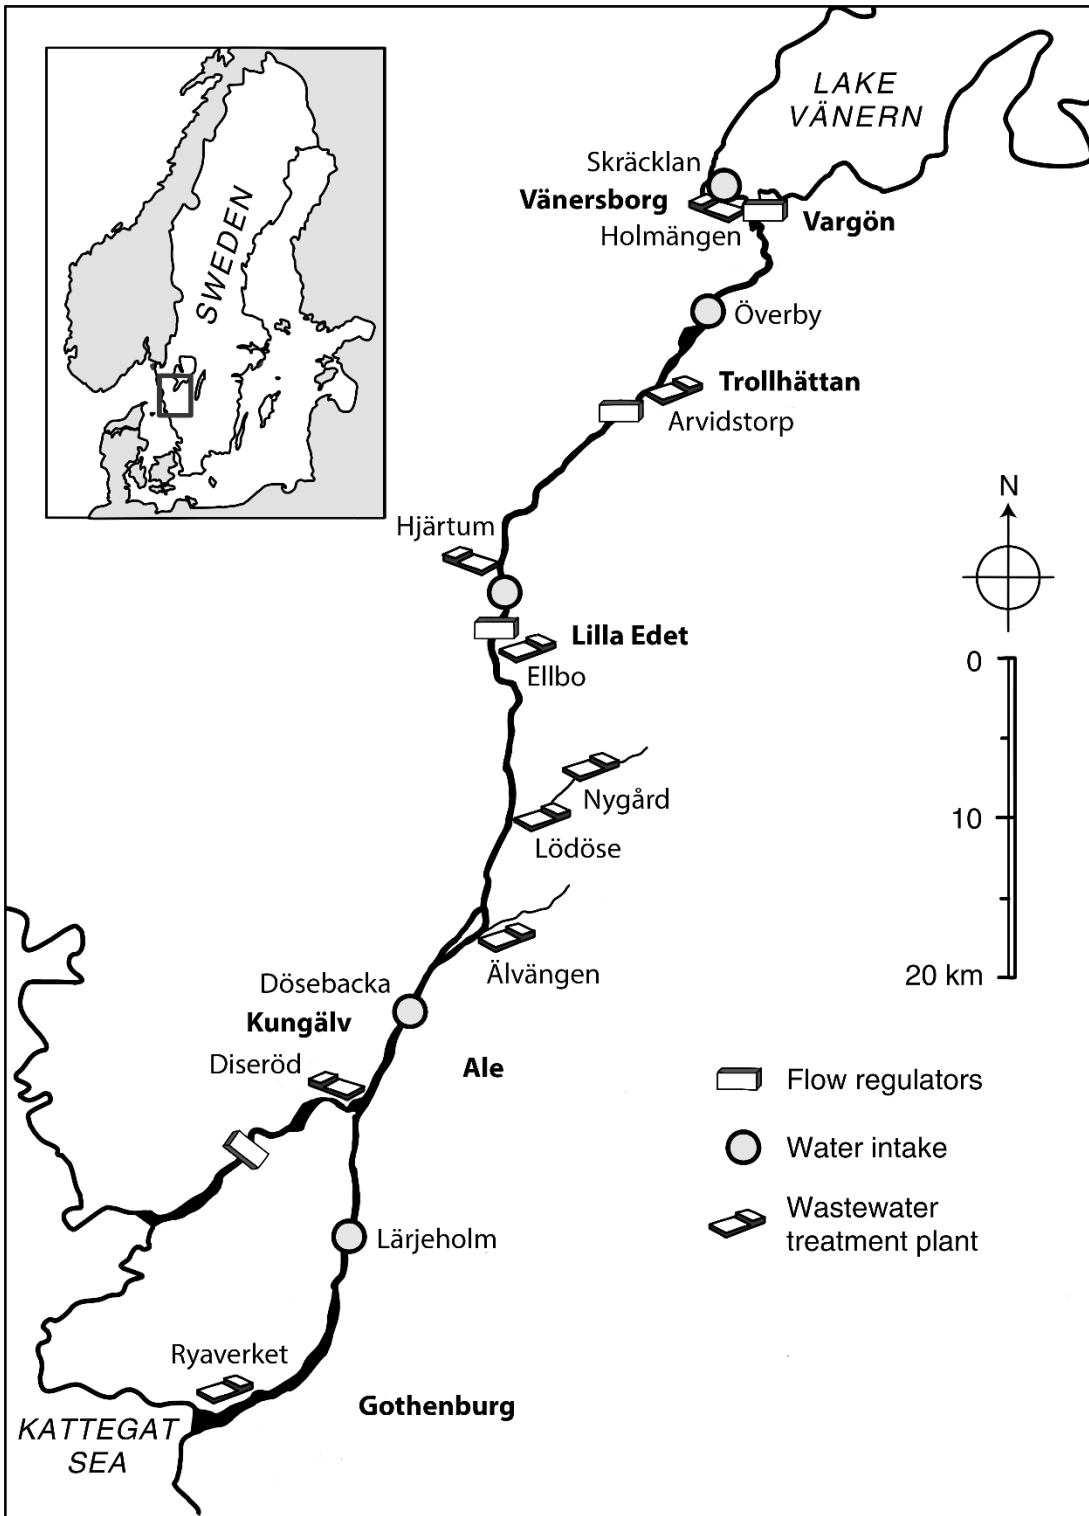 LAKE
VÄNERN
SWEDEN
Skräcklan
Vänersborg
Holmängen
Vargön
Överby
Trollhättan
Arvidstorp
Hjärtum
Lilla Edet
Ellbo
N
0
10
20 km
Nygård
Lödöse
Älvängen
Dösebacka
Kungälv
Diseröd
Ale
Flow regulators
Water intake
Wastewater
treatment plant
Lärjeholm
Ryaverket
Gothenburg
KATTEGAT
SEA